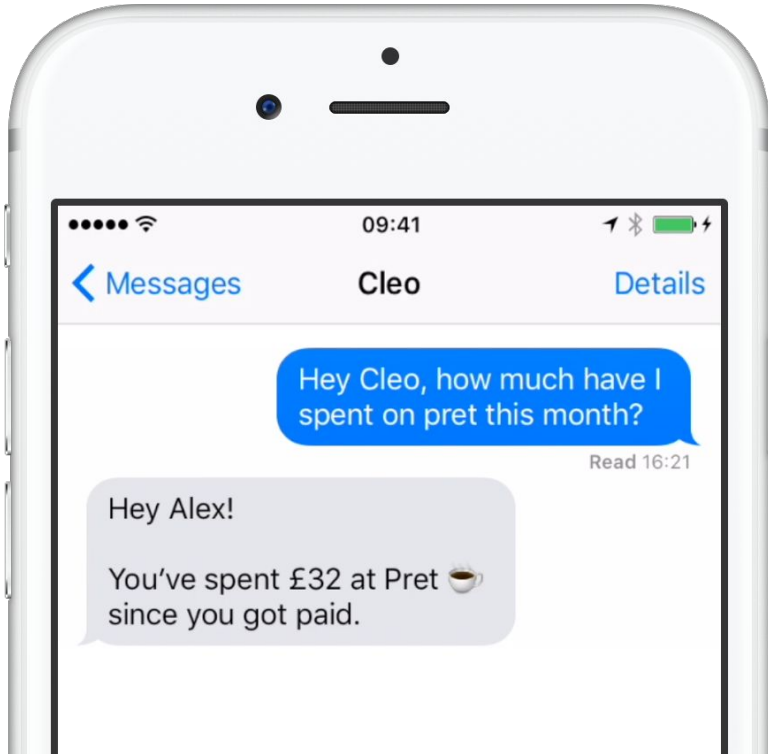 09:41
Messages
Cleo
Details
Hey Cleo, how much have I
spent on pret this month?
Read 16:21
Hey Alex!
You've spent £32 at Pret ☕
since you got paid.